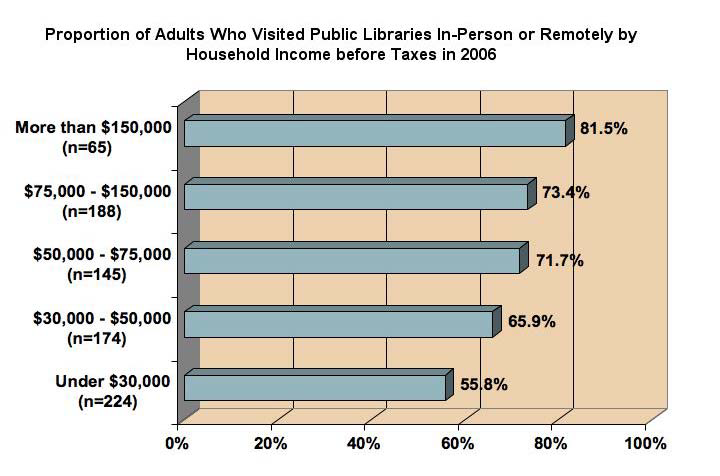 Proportion of Adults Who Visited Public Libraries In-Person or Remotely by
Household Income before Taxes in 2006
More than $150,000
(n=65)
81.5%
$75,000 - $150,000
(n=188)
73.4%
$50,000 - $75,000
(n=145)
71.7%
$30,000 - $50,000
(n=174)
65.9%
Under $30,000
(n=224)
55.8%
0% 20% 40% 60% 80% 100%